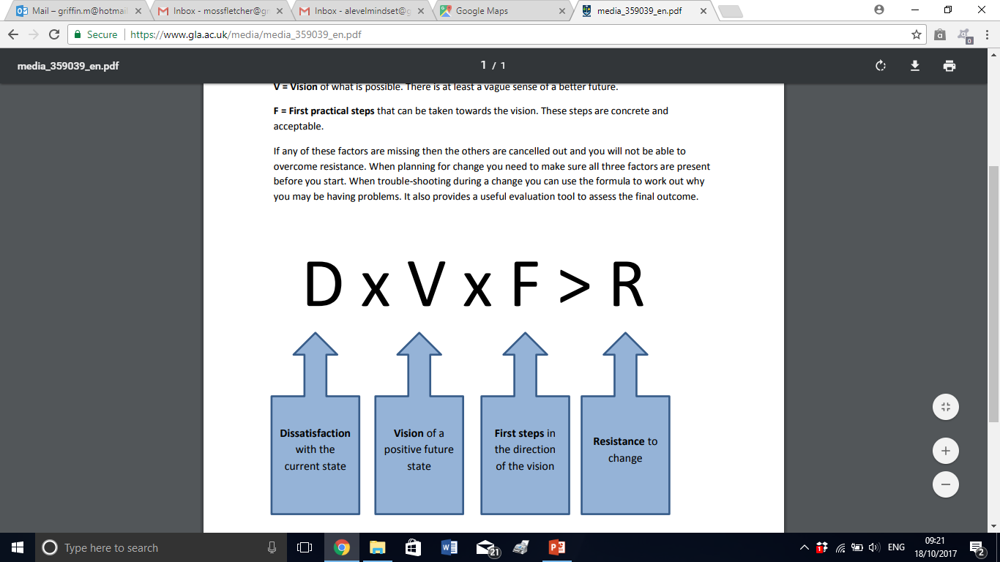 Mail – griffin.m@hotmai
Inbox - mossfletcher@gr
Inbox - alevelmindset@g
Google Maps
media_359039_en.pdf
Secure
https://www.gla.ac.uk/media/media_359039_en.pdf
0
media_359039_en.pdf
1 / 1
V = Vision of what is possible. There is at least a vague sense of a better future.
F = First practical steps that can be taken towards the vision. These steps are concrete and
acceptable.
If any of these factors are missing then the others are cancelled out and you will not be able to
overcome resistance. When planning for change you need to make sure all three factors are present
before you start. When trouble-shooting during a change you can use the formula to work out why
you may be having problems. It also provides a useful evaluation tool to assess the final outcome.
D x V x F > R
Dissatisfaction
with the
current state
Vision of a
positive future
state
First steps in
the direction
of the vision
Resistance to
change
Type here to search
21
ENG
09:21
18/10/2017
2